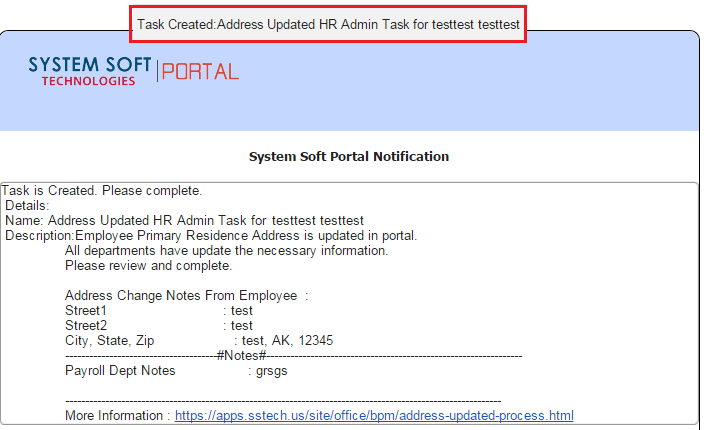 Task Created:Address Updated HR Admin Task for testtest testtest
SYSTEM SOFT
TECHNOLOGIES
PORTAL
System Soft Portal Notification
Task is Created. Please complete.
Details:
Name: Address Updated HR Admin Task for testtest testtest
Description:Employee Primary Residence Address is updated in portal.
All departments have update the necessary information.
Please review and complete.
Address Change Notes From Employee :
Street1 : test
Street2 : test
City, State, Zip : test, AK, 12345
--------------------------------------#Notes#----------------------------------------------------------------
Payroll Dept Notes : grsgs
-------------------------------------------------------------------------------------------------------------
More Information : https://apps.sstech.us/site/office/bpm/address-updated-process.html